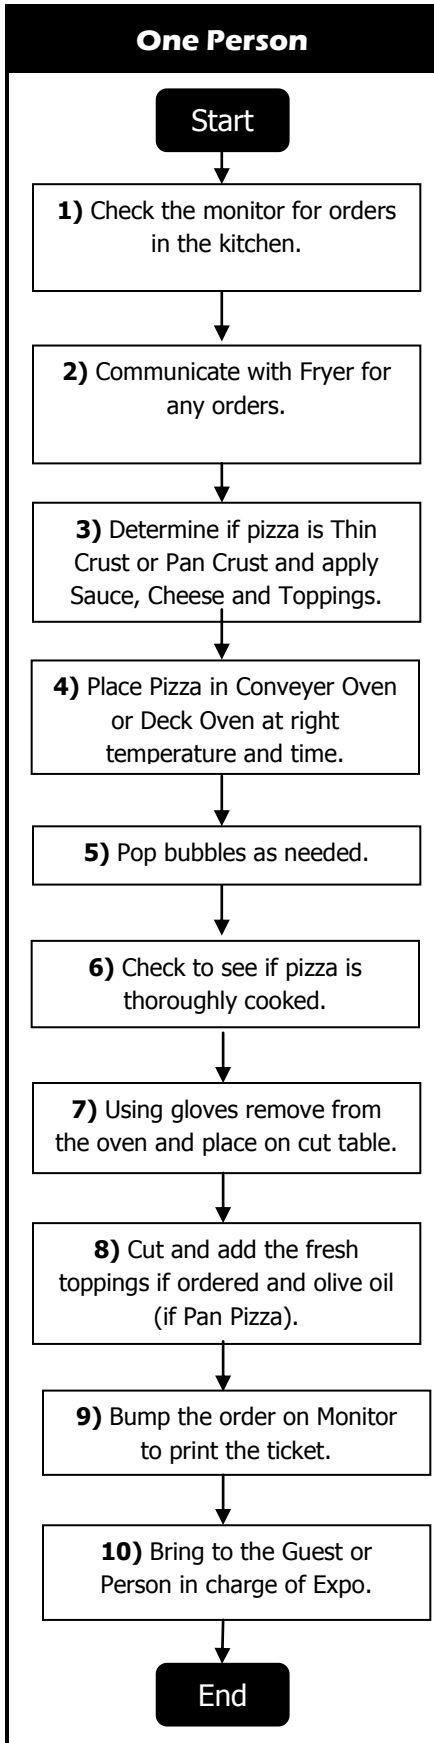 One Person
Start
1) Check the monitor for orders
in the kitchen.
2) Communicate with Fryer for
any orders.
3) Determine if pizza is Thin
Crust or Pan Crust and apply
Sauce, Cheese and Toppings.
4) Place Pizza in Conveyer Oven
or Deck Oven at right
temperature and time.
5) Pop bubbles as needed.
6) Check to see if pizza is
thoroughly cooked.
7) Using gloves remove from
the oven and place on cut table.
8) Cut and add the fresh
toppings if ordered and olive oil
(if Pan Pizza).
9) Bump the order on Monitor
to print the ticket.
10) Bring to the Guest or
Person in charge of Expo.
End